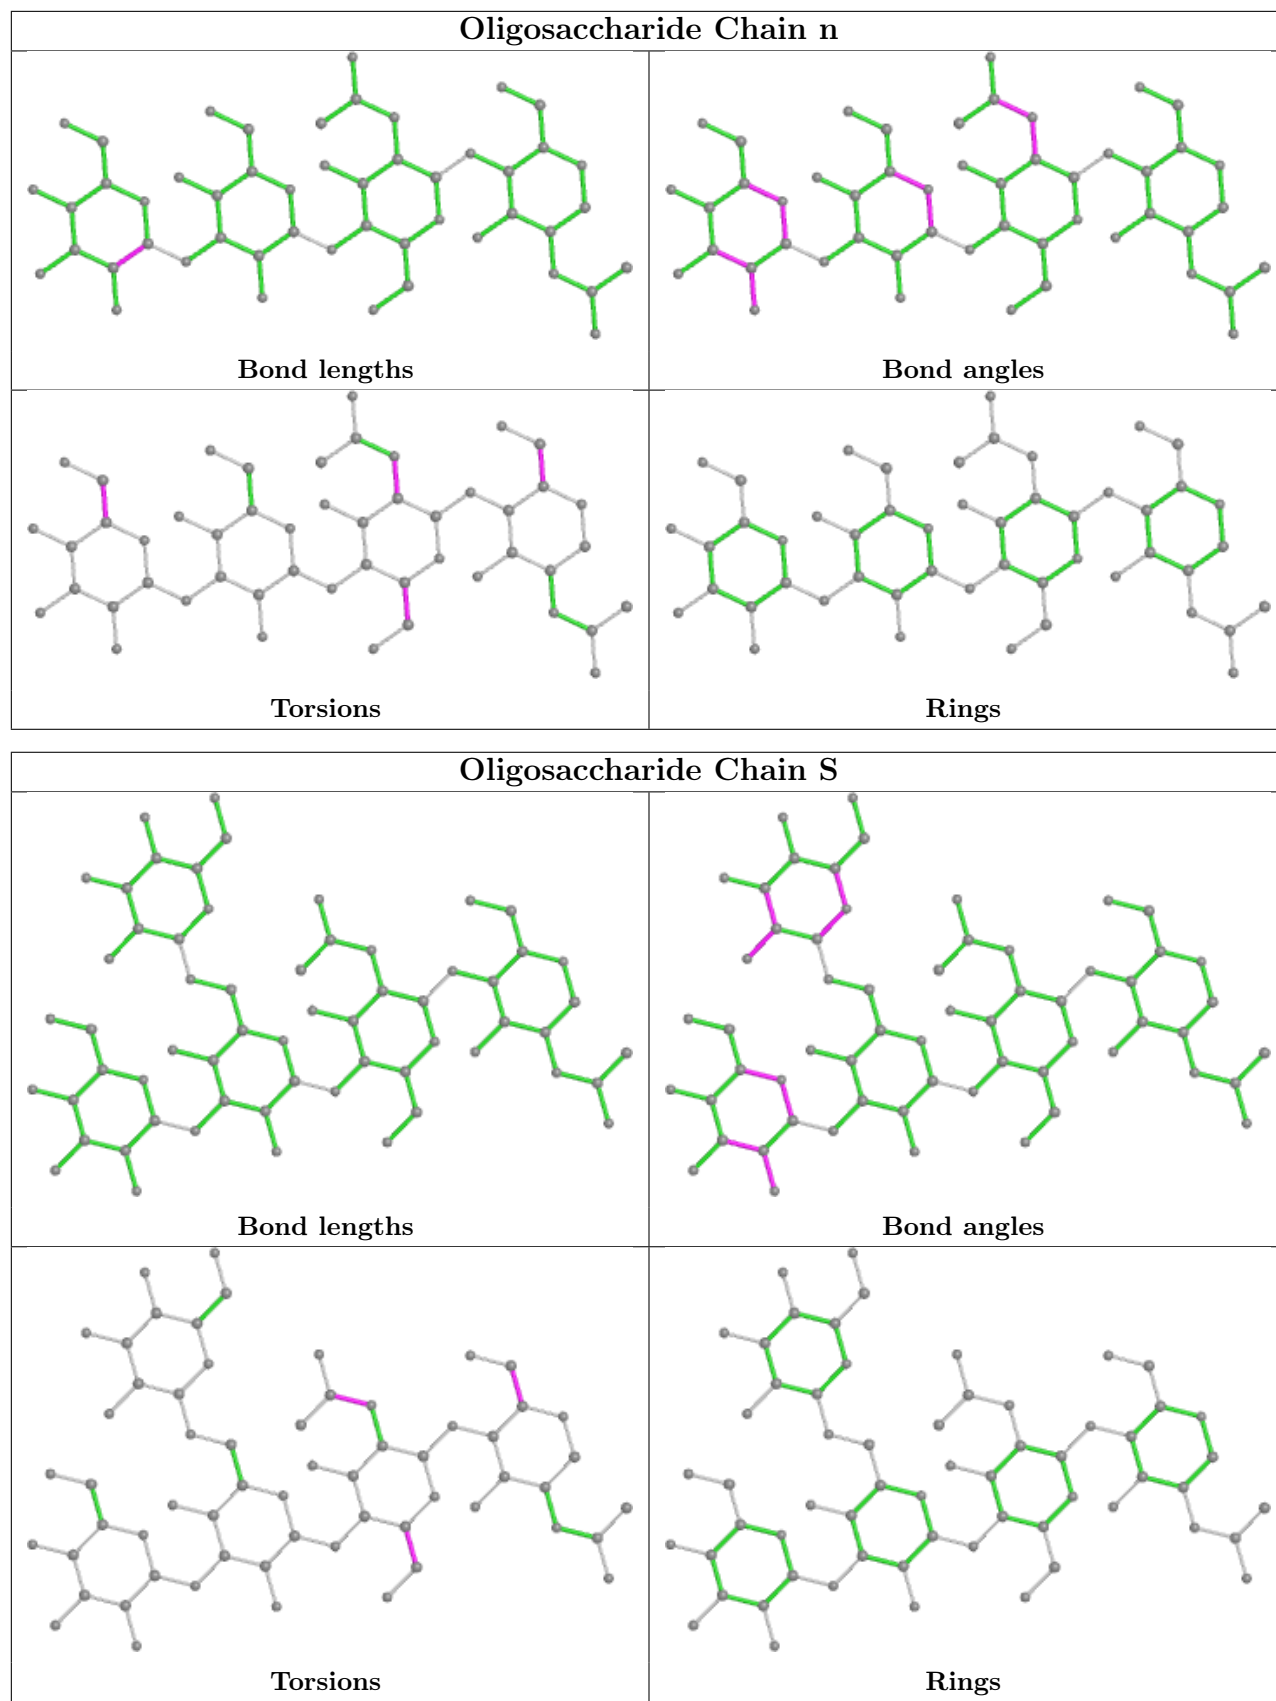 Oligosaccharide Chain n
Bond lengths
Bond angles
Torsions
Rings
Oligosaccharide Chain S
Bond lengths
Bond angles
Torsions
Rings